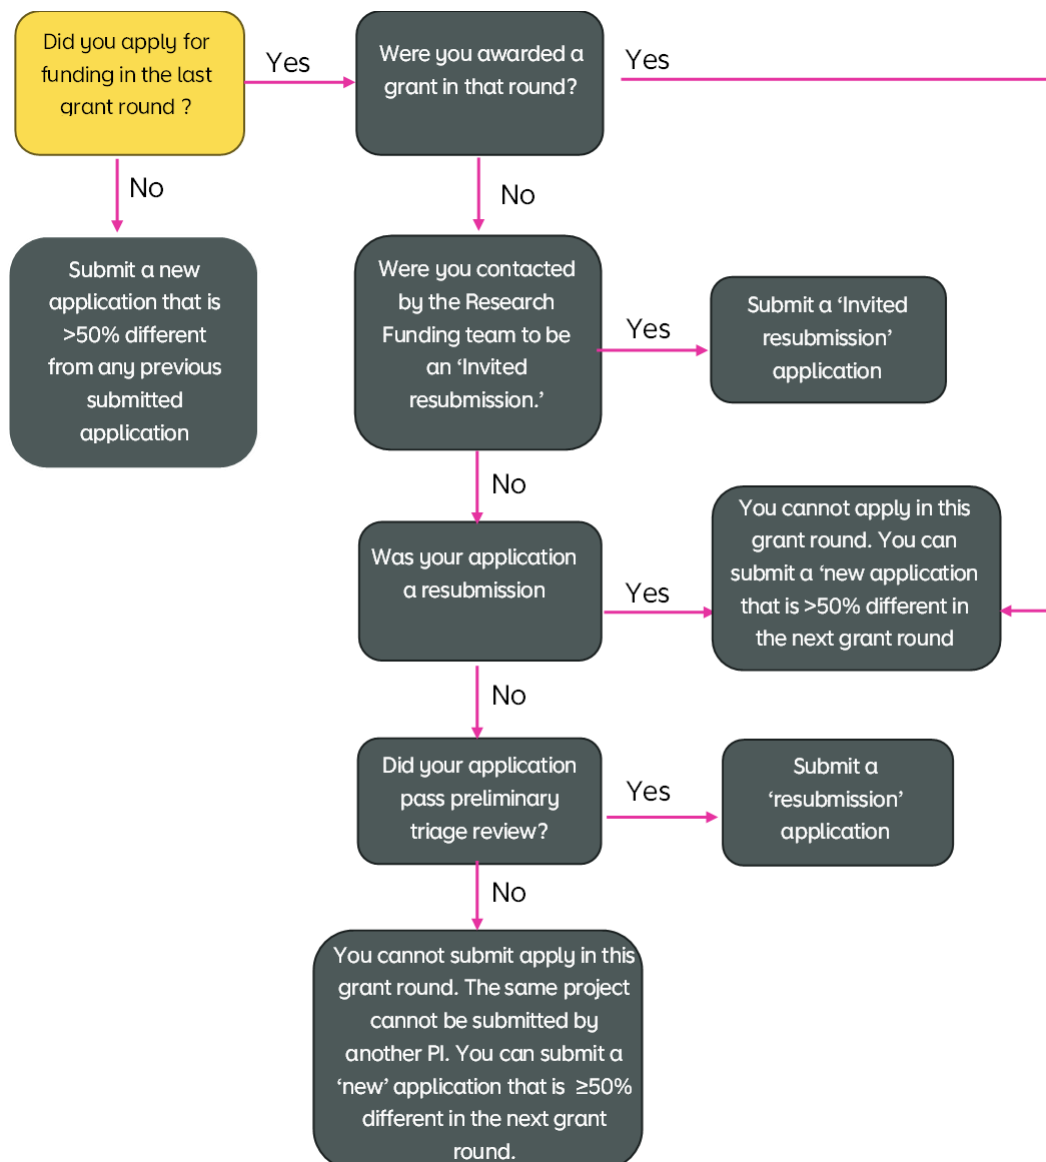 Did you apply for
funding in the last
grant round ?
Yes
Were you awarded a
grant in that round?
Yes
No
No
Submit a new
application that is
>50% different
from any previous
submitted
application
Were you contacted
by the Research
Funding team to be
an ‘Invited
resubmission.’
Yes
Submit a ‘Invited
resubmission’
application
No
Was your application
a resubmission
Yes
You cannot apply in this
grant round. You can
submit a ‘new application
that is >50% different in
the next grant round
No
Did your application
pass preliminary
triage review?
Yes
Submit a
‘resubmission’
application
No
You cannot submit apply in this
grant round. The same project
cannot be submitted by
another PI. You can submit a
‘new’ application that is ≥50%
different in the next grant
round.